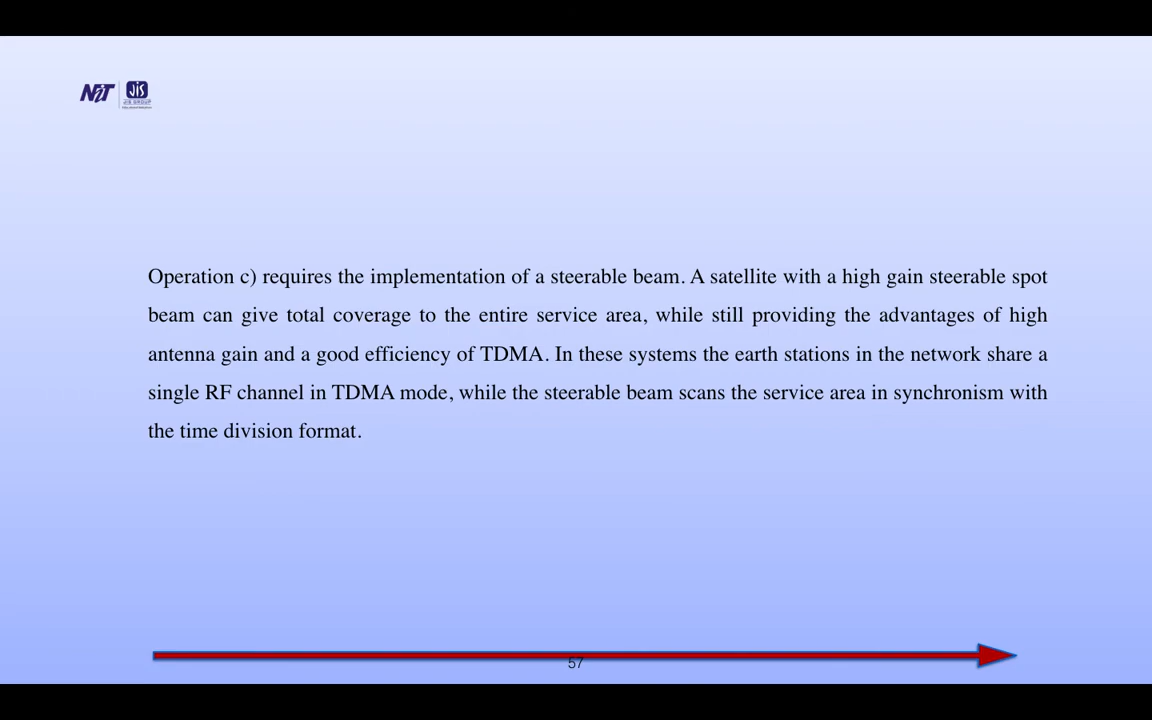 NiT JIS
JIS GROUP
Operation c) requires the implementation of a steerable beam. A satellite with a high gain steerable spot
beam can give total coverage to the entire service area, while still providing the advantages of high
antenna gain and a good efficiency of TDMA. In these systems the earth stations in the network share a
single RF channel in TDMA mode, while the steerable beam scans the service area in synchronism with
the time division format.
57